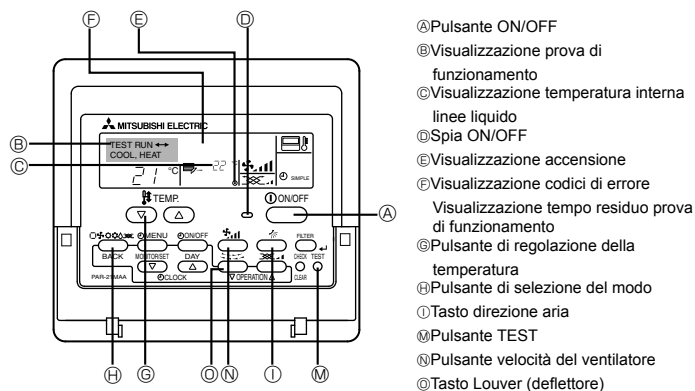 Ⓕ Ⓔ Ⓓ
Ⓑ
Ⓒ
Ⓐ
MITSUBISHI ELECTRIC
TEST RUN ↔
COOL, HEAT
21 °C
22 °C
SIMPLE
TEMP.
ON/OFF
MENU
ON/OFF
FILTER
BACK
MONITOR/SET
DAY
CHECK
TEST
PAR-21MAA
CLOCK
▽ OPERATION △
CLEAR
Ⓗ Ⓖ Ⓞ Ⓝ Ⓘ Ⓜ
ⒶPulsante ON/OFF
ⒷVisualizzazione prova di
funzionamento
ⒸVisualizzazione temperatura interna
linee liquido
ⒹSpia ON/OFF
ⒺVisualizzazione accensione
ⒻVisualizzazione codici di errore
Visualizzazione tempo residuo prova
di funzionamento
ⒼPulsante di regolazione della
temperatura
ⒽPulsante di selezione del modo
ⒾTasto direzione aria
ⓂPulsante TEST
ⓃPulsante velocità del ventilatore
ⓄTasto Louver (deflettore)